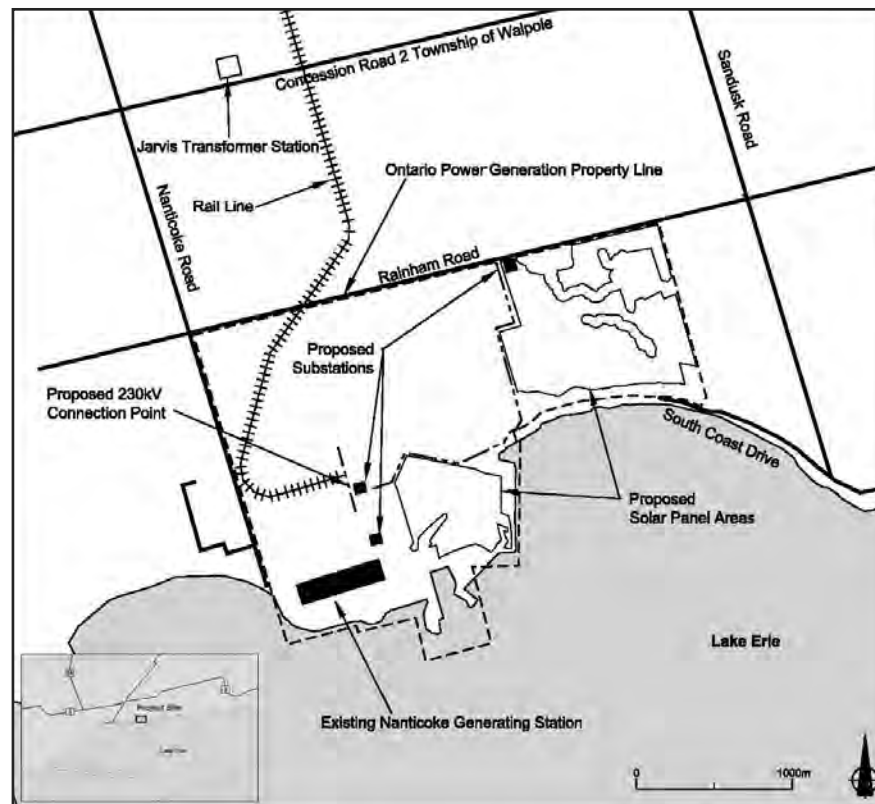 Concession Road 2 Township of Walpole
Sandusk Road
Jarvis Transformer Station
Ontario Power Generation Property Line
Rail Line
Nanticoke Road
Rainham Road
Proposed
Substations
Proposed 230kV
Connection Point
South Coast Drive
Proposed
Solar Panel Areas
Lake Erie
Project Site
Existing Nanticoke Generating Station
0
1000m